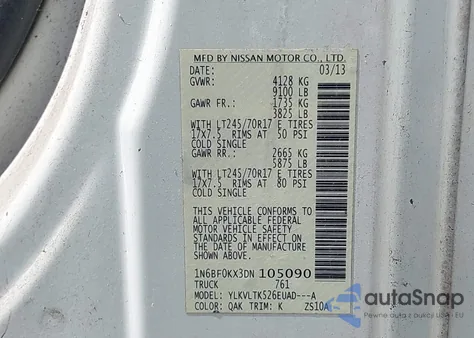 MFD BY NISSAN MOTOR CO., LTD.
DATE: 03/13
GVWR: 4128 KG
9100 LB
GAWR FR.: 1735 KG
3825 LB
WITH LT245/70R17 E TIRES
17X7.5 RIMS AT 50 PSI
COLD SINGLE
GAWR RR.: 2665 KG
5875 LB
WITH LT245/70R17 E TIRES
17X7.5 RIMS AT 80 PSI
COLD SINGLE
THIS VEHICLE CONFORMS TO
ALL APPLICABLE FEDERAL
MOTOR VEHICLE SAFETY
STANDARDS IN EFFECT ON
THE DATE OF MANUFACTURE
SHOWN ABOVE.
1N6BF0KX3DN 105090
TRUCK 761
MODEL: YLKVLTK526EUAD---A
COLOR: QAK TRIM: K ZS10A
autoSnap
Pewne auta z USA - EU